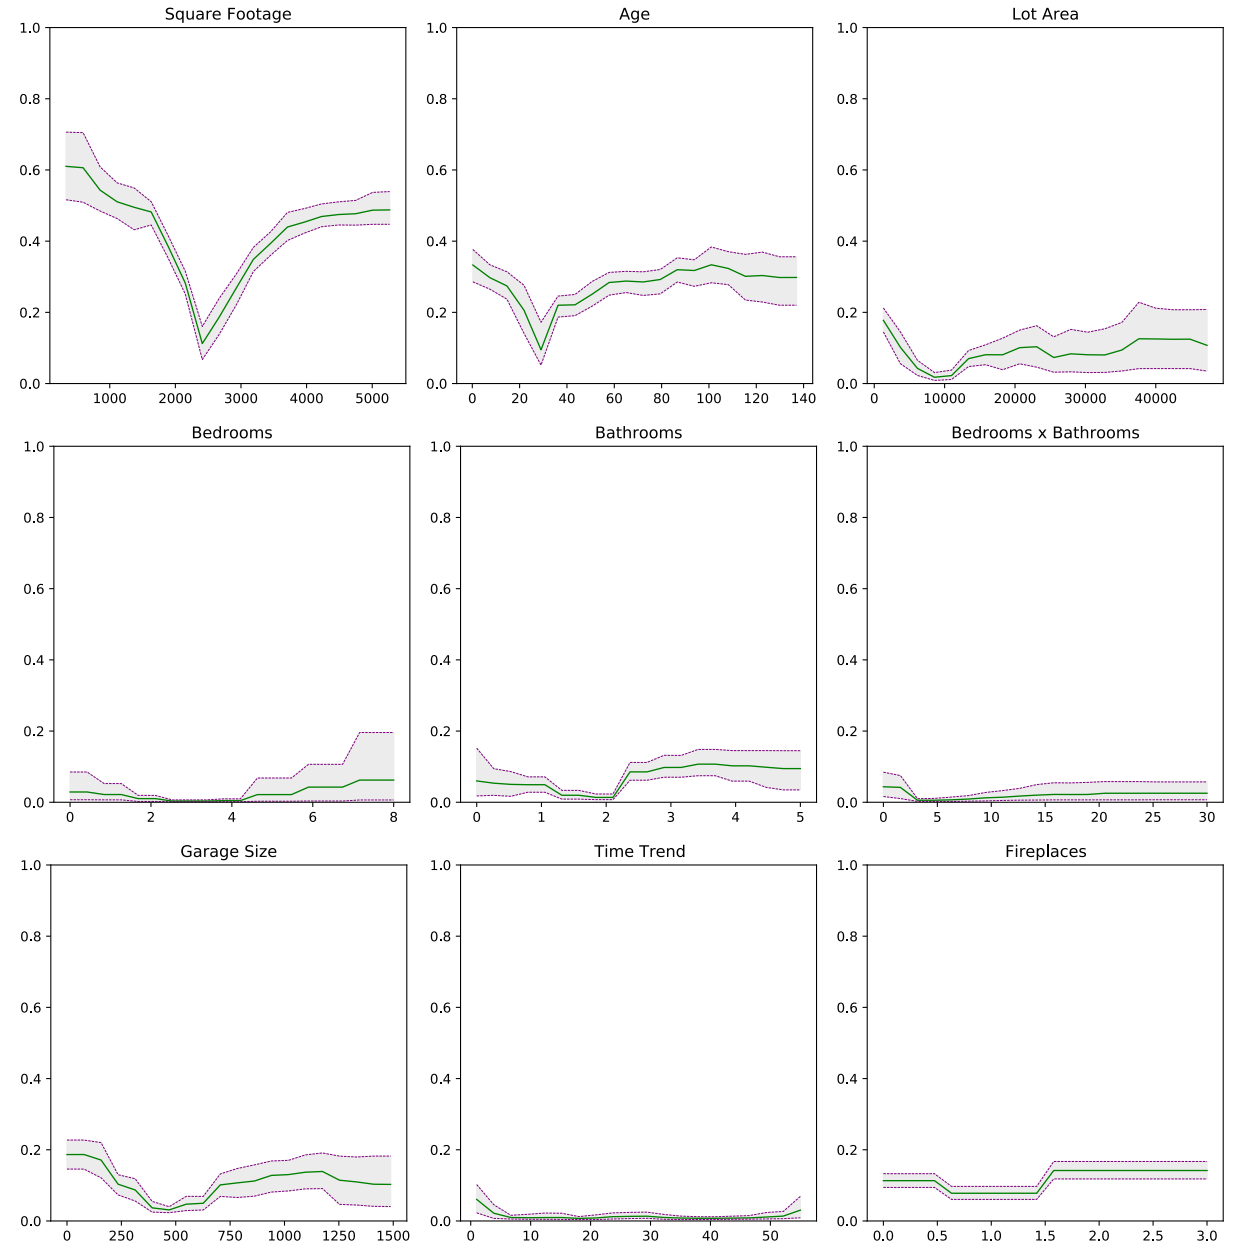 Square Footage Age Lot Area
1.0 1.0 1.0
0.8 0.8 0.8
0.6 0.6 0.6
0.4 0.4 0.4
0.2 0.2 0.2
0.0 0.0 0.0
1000 2000 3000 4000 5000 0 20 40 60 80 100 120 140 0 10000 20000 30000 40000
Bedrooms Bathrooms Bedrooms x Bathrooms
1.0 1.0 1.0
0.8 0.8 0.8
0.6 0.6 0.6
0.4 0.4 0.4
0.2 0.2 0.2
0.0 0.0 0.0
0 2 4 6 8 0 1 2 3 4 5 0 5 10 15 20 25 30
Garage Size Time Trend Fireplaces
1.0 1.0 1.0
0.8 0.8 0.8
0.6 0.6 0.6
0.4 0.4 0.4
0.2 0.2 0.2
0.0 0.0 0.0
0 250 500 750 1000 1250 1500 0 10 20 30 40 50 0.0 0.5 1.0 1.5 2.0 2.5 3.0